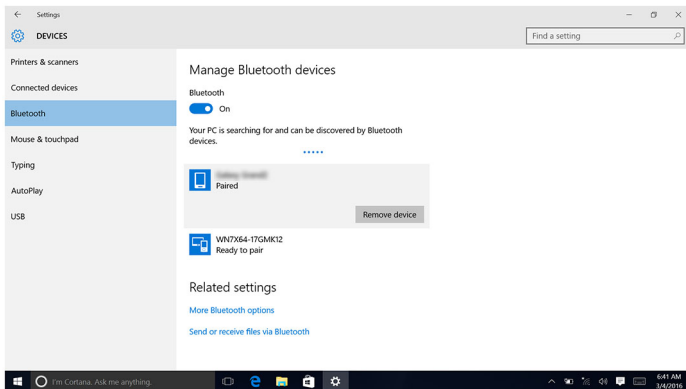 Settings
DEVICES
Find a setting
Printers & scanners
Connected devices
Bluetooth
Mouse & touchpad
Typing
AutoPlay
USB
Manage Bluetooth devices
Bluetooth
On
Your PC is searching for and can be discovered by Bluetooth
devices.
Paired
Remove device
WN7X64-17GMK12
Ready to pair
Related settings
More Bluetooth options
Send or receive files via Bluetooth
I'm Cortana. Ask me anything.
6:41 AM
3/4/2016